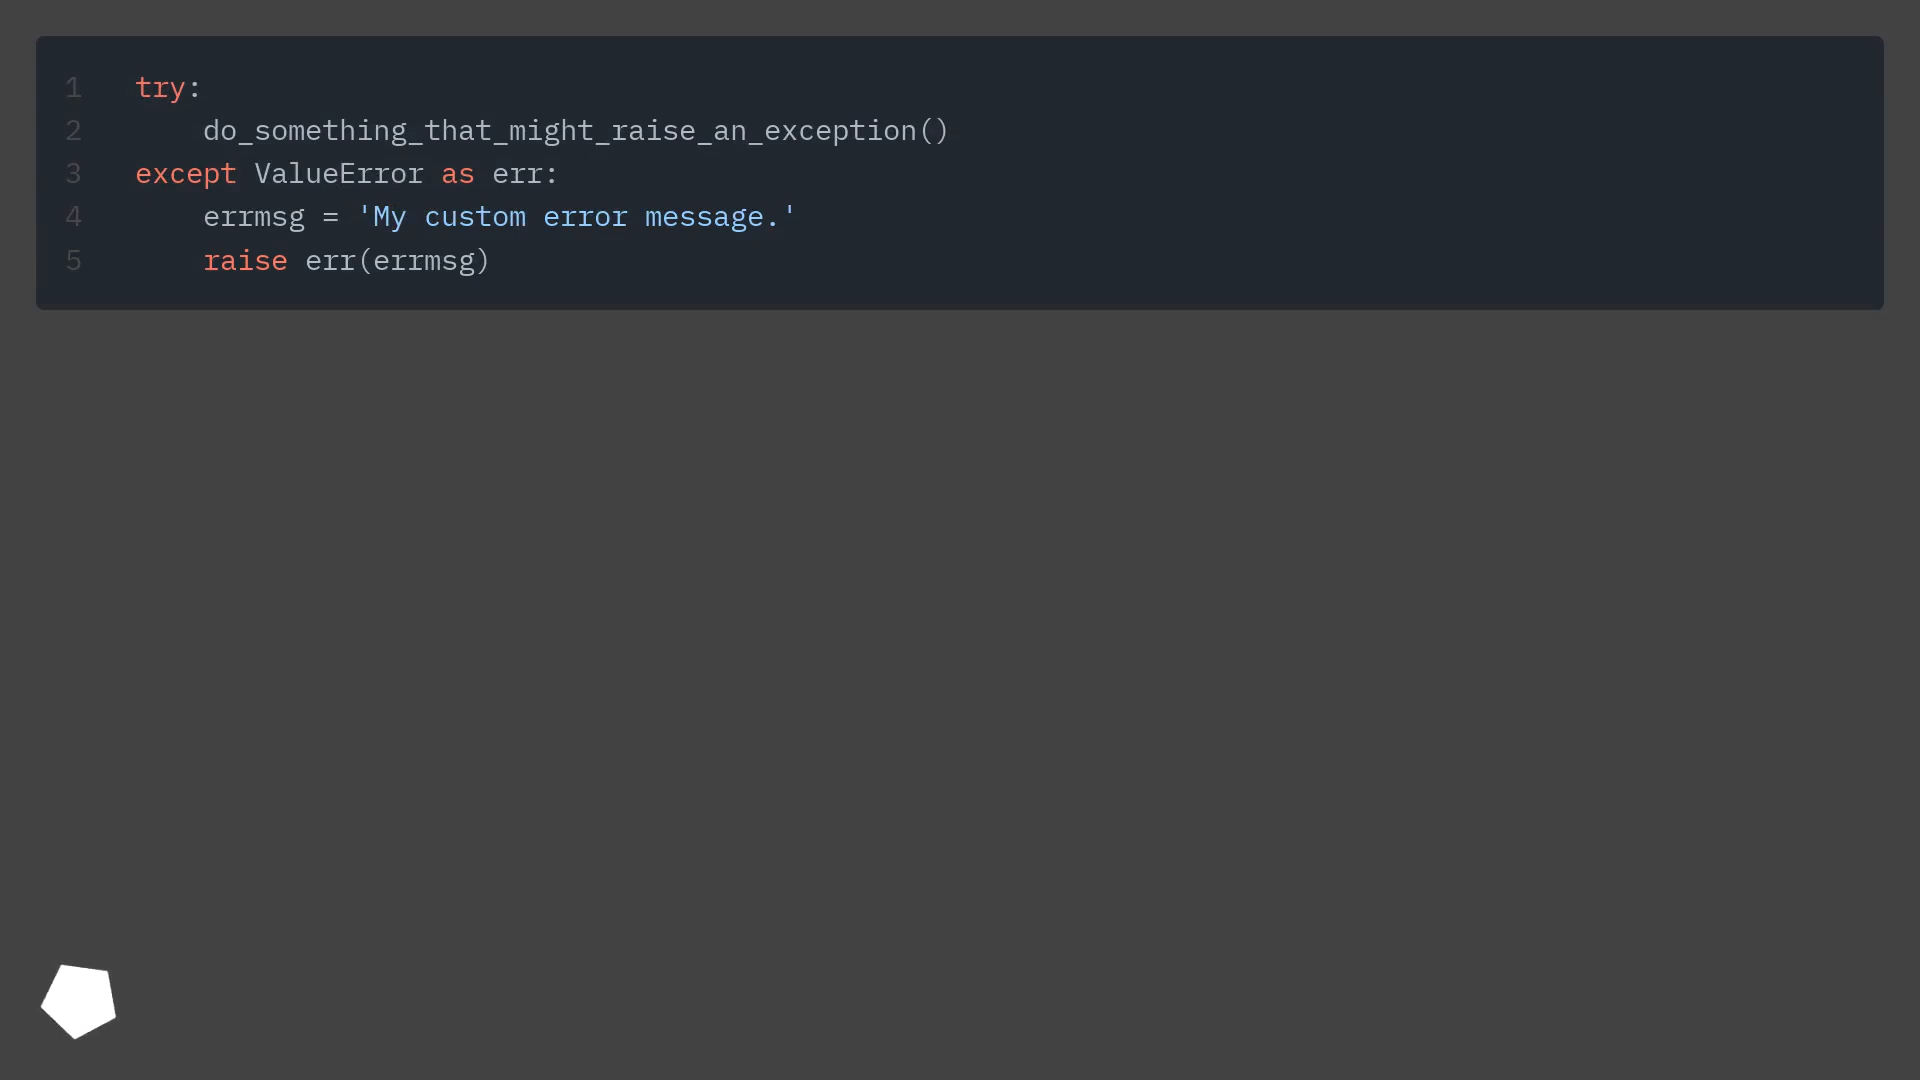 1 try:
2     do_something_that_might_raise_an_exception()
3 except ValueError as err:
4     errmsg = 'My custom error message.'
5     raise err(errmsg)